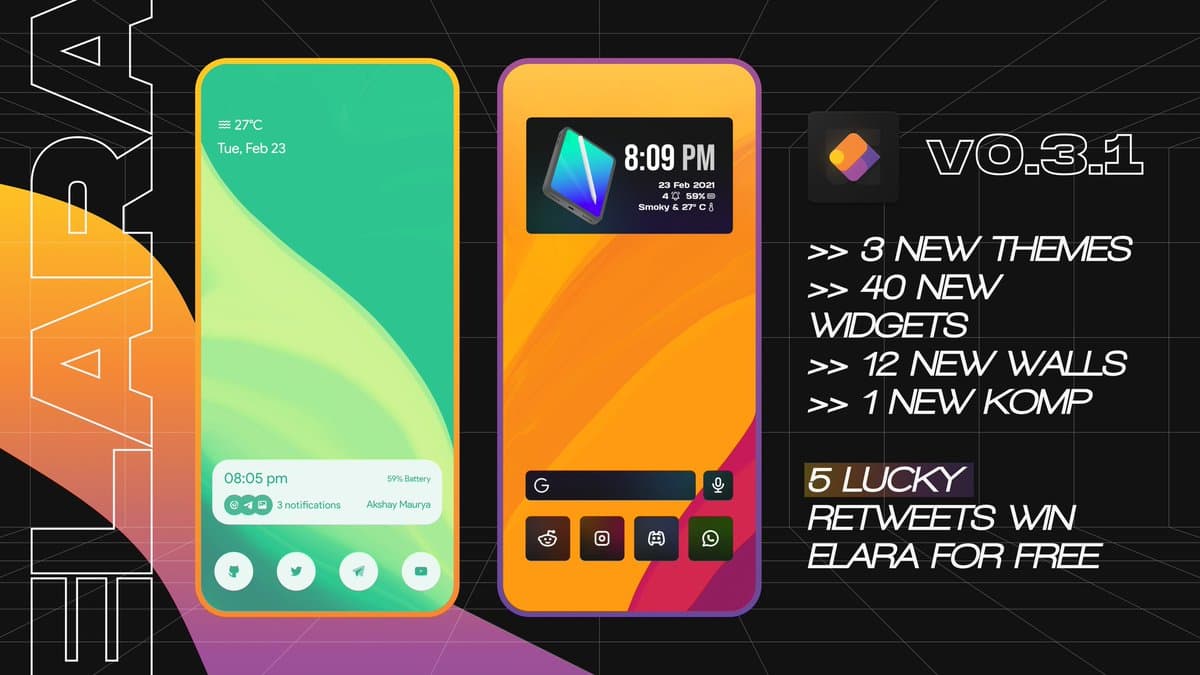 ELARA
27°C
Tue, Feb 23
08:05 pm
59% Battery
3 notifications
Akshay Maurya
8:09 PM
23 Feb 2021
4 59%
Smoky & 27° C
G
v0.3.1
>> 3 NEW THEMES
>> 40 NEW
WIDGETS
>> 12 NEW WALLS
>> 1 NEW KOMP
5 LUCKY
RETWEETS WIN
ELARA FOR FREE